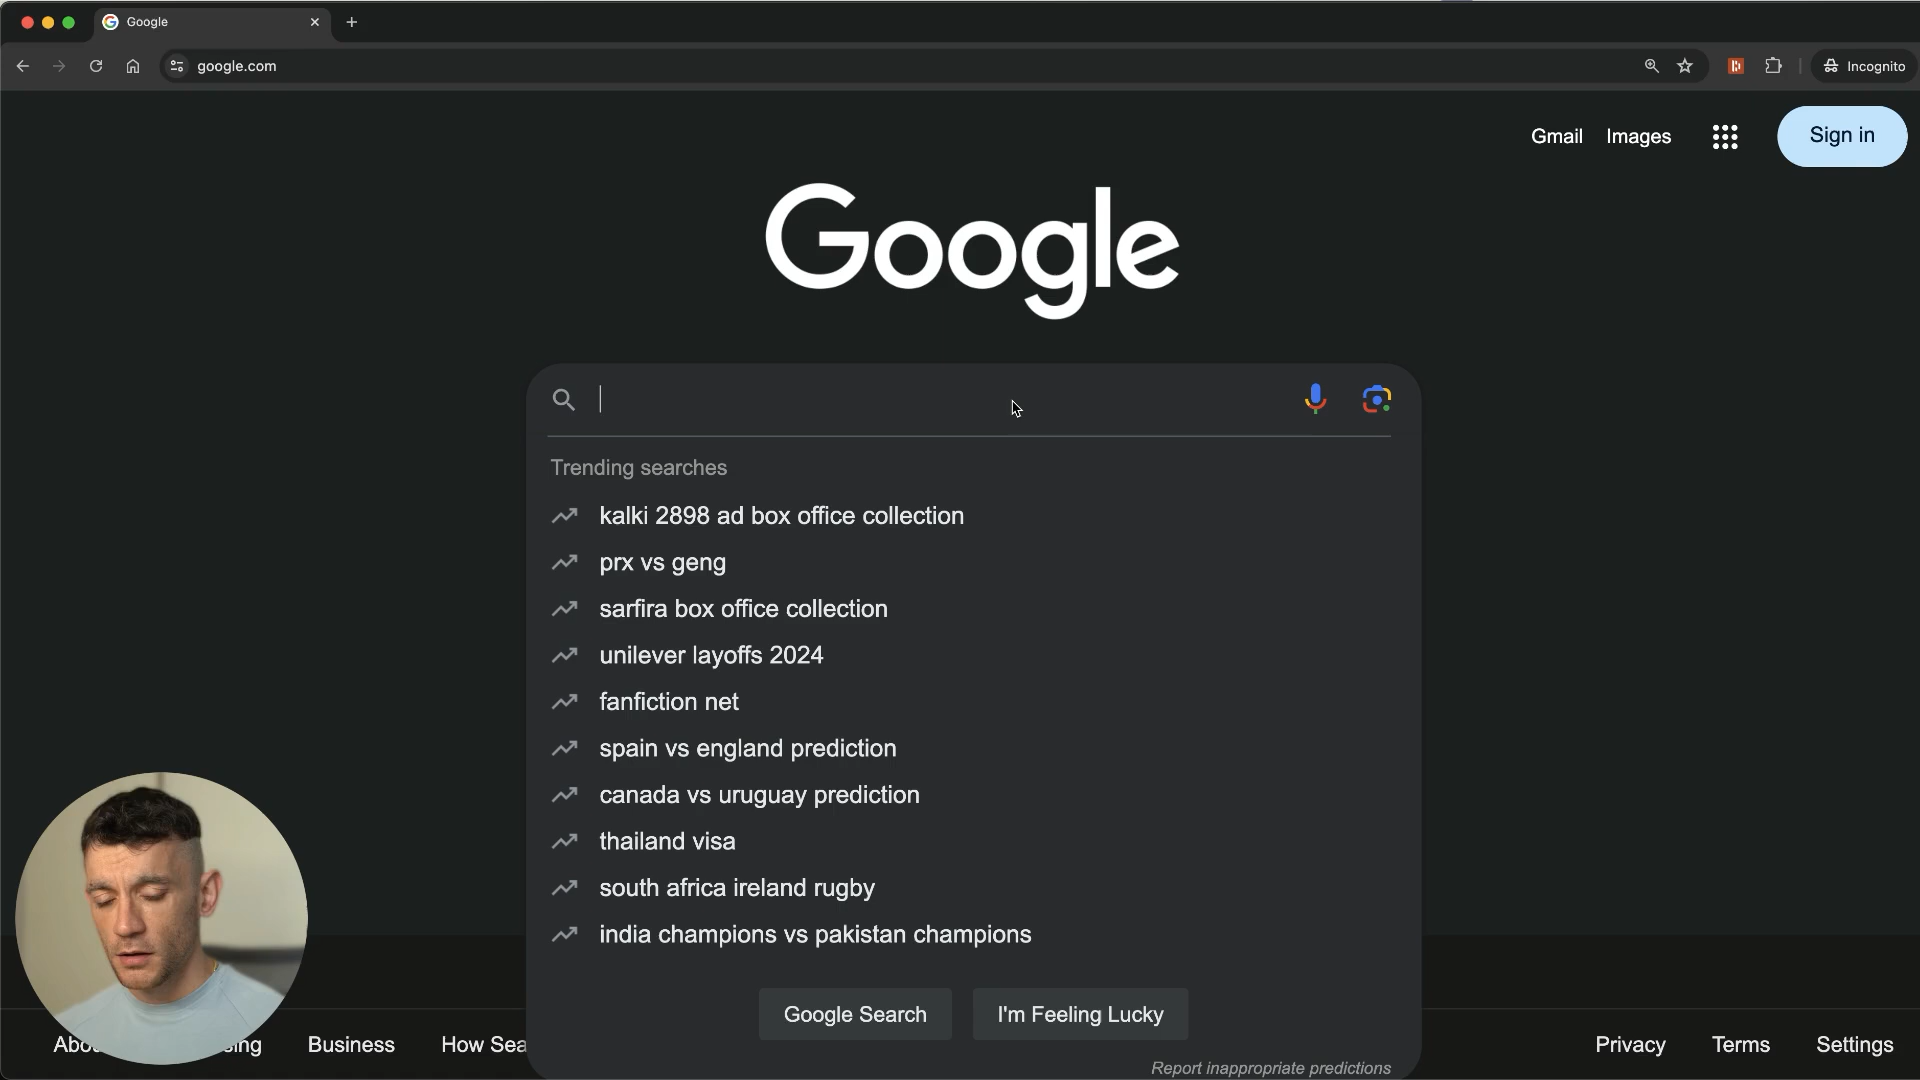 Google
google.com
Incognito
Gmail Images Sign in
Google
Trending searches
kalki 2898 ad box office collection
prx vs geng
sarfira box office collection
unilever layoffs 2024
fanfiction net
spain vs england prediction
canada vs uruguay prediction
thailand visa
south africa ireland rugby
india champions vs pakistan champions
Google Search I'm Feeling Lucky
Business How Sea Privacy Terms Settings
Report inappropriate predictions